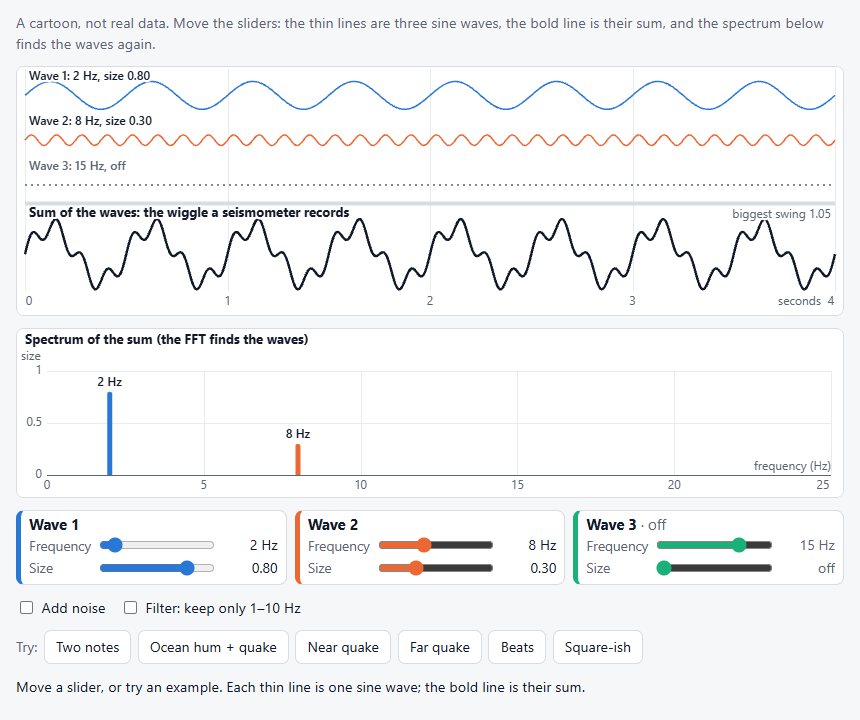 A cartoon, not real data. Move the sliders: the thin lines are three sine waves, the bold line is their sum, and the spectrum below
finds the waves again.
Wave 1: 2 Hz, size 0.80
Wave 2: 8 Hz, size 0.30
Wave 3: 15 Hz, off
Sum of the waves: the wiggle a seismometer records
biggest swing 1.05
0 1 2 3 seconds 4
Spectrum of the sum (the FFT finds the waves)
size
1
2 Hz
0.5
8 Hz
frequency (Hz)
0
0 5 10 15 20 25
Wave 1
Frequency 2 Hz
Size 0.80
Wave 2
Frequency 8 Hz
Size 0.30
Wave 3 · off
Frequency 15 Hz
Size off
Add noise Filter: keep only 1–10 Hz
Try: Two notes Ocean hum + quake Near quake Far quake Beats Square-ish
Move a slider, or try an example. Each thin line is one sine wave; the bold line is their sum.